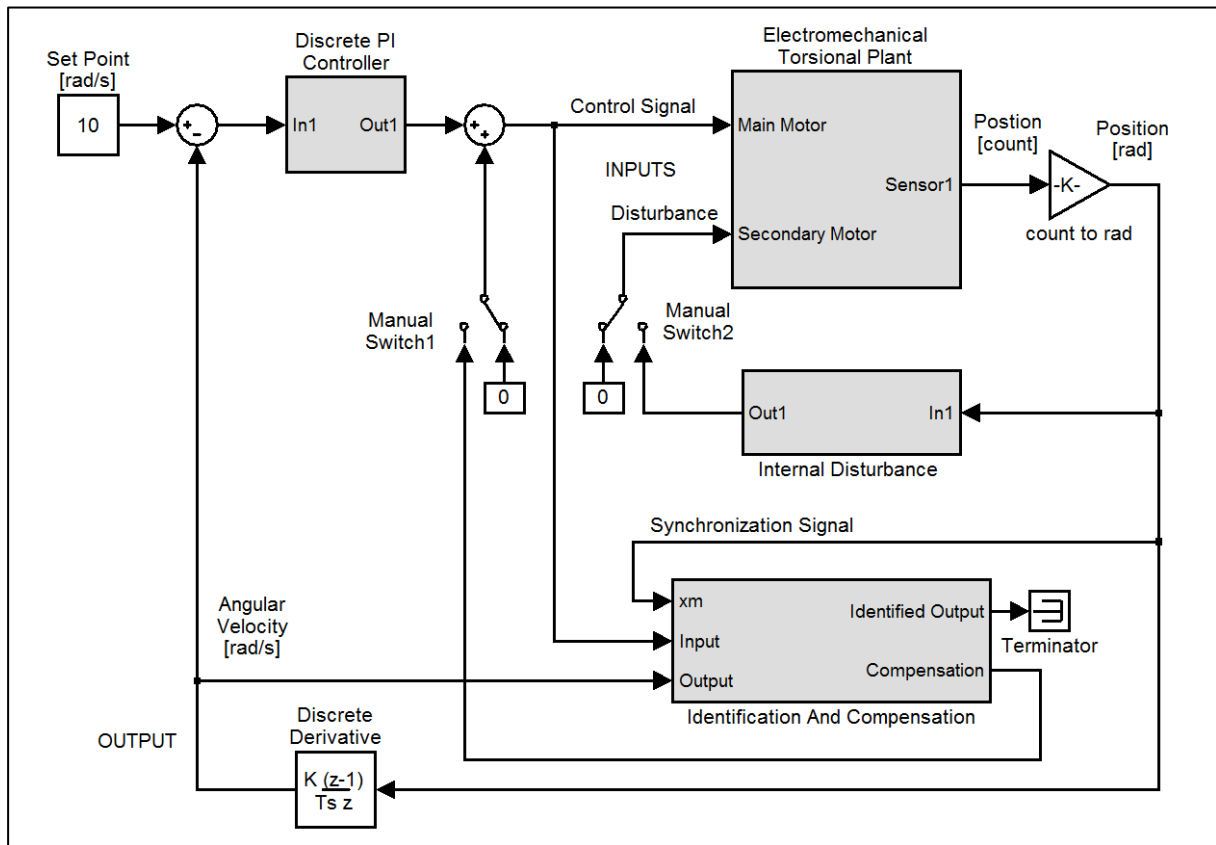 Set Point
[rad/s]
10
+
-
Discrete PI
Controller
In1
Out1
+
+
Control Signal
Electromechanical
Torsional Plant
Main Motor
Sensor1
Secondary Motor
INPUTS
Disturbance
Postion
[count]
Position
[rad]
-K-
count to rad
Manual
Switch1
0
0
Manual
Switch2
Out1
In1
Internal Disturbance
Synchronization Signal
xm
Input
Output
Identified Output
Compensation
Terminator
Identification And Compensation
Angular
Velocity
[rad/s]
OUTPUT
Discrete
Derivative
K (z-1)
Ts z